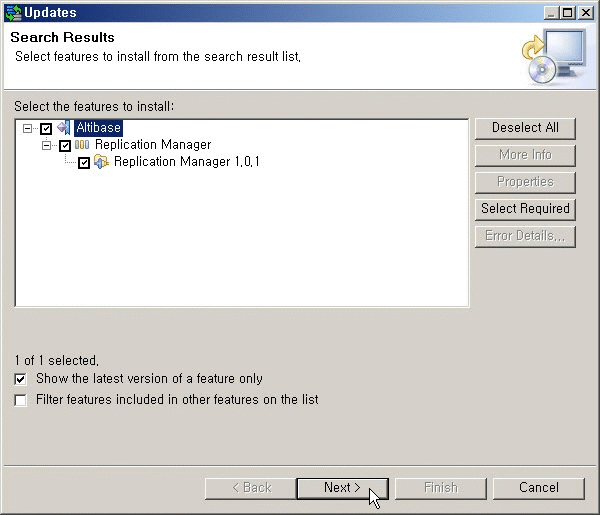 Updates
Search Results
Select features to install from the search result list.
Select the features to install:
Altibase
Replication Manager
Replication Manager 1.0.1
Deselect All
More Info
Properties
Select Required
Error Details...
1 of 1 selected.
Show the latest version of a feature only
Filter features included in other features on the list
< Back
Next >
Finish
Cancel